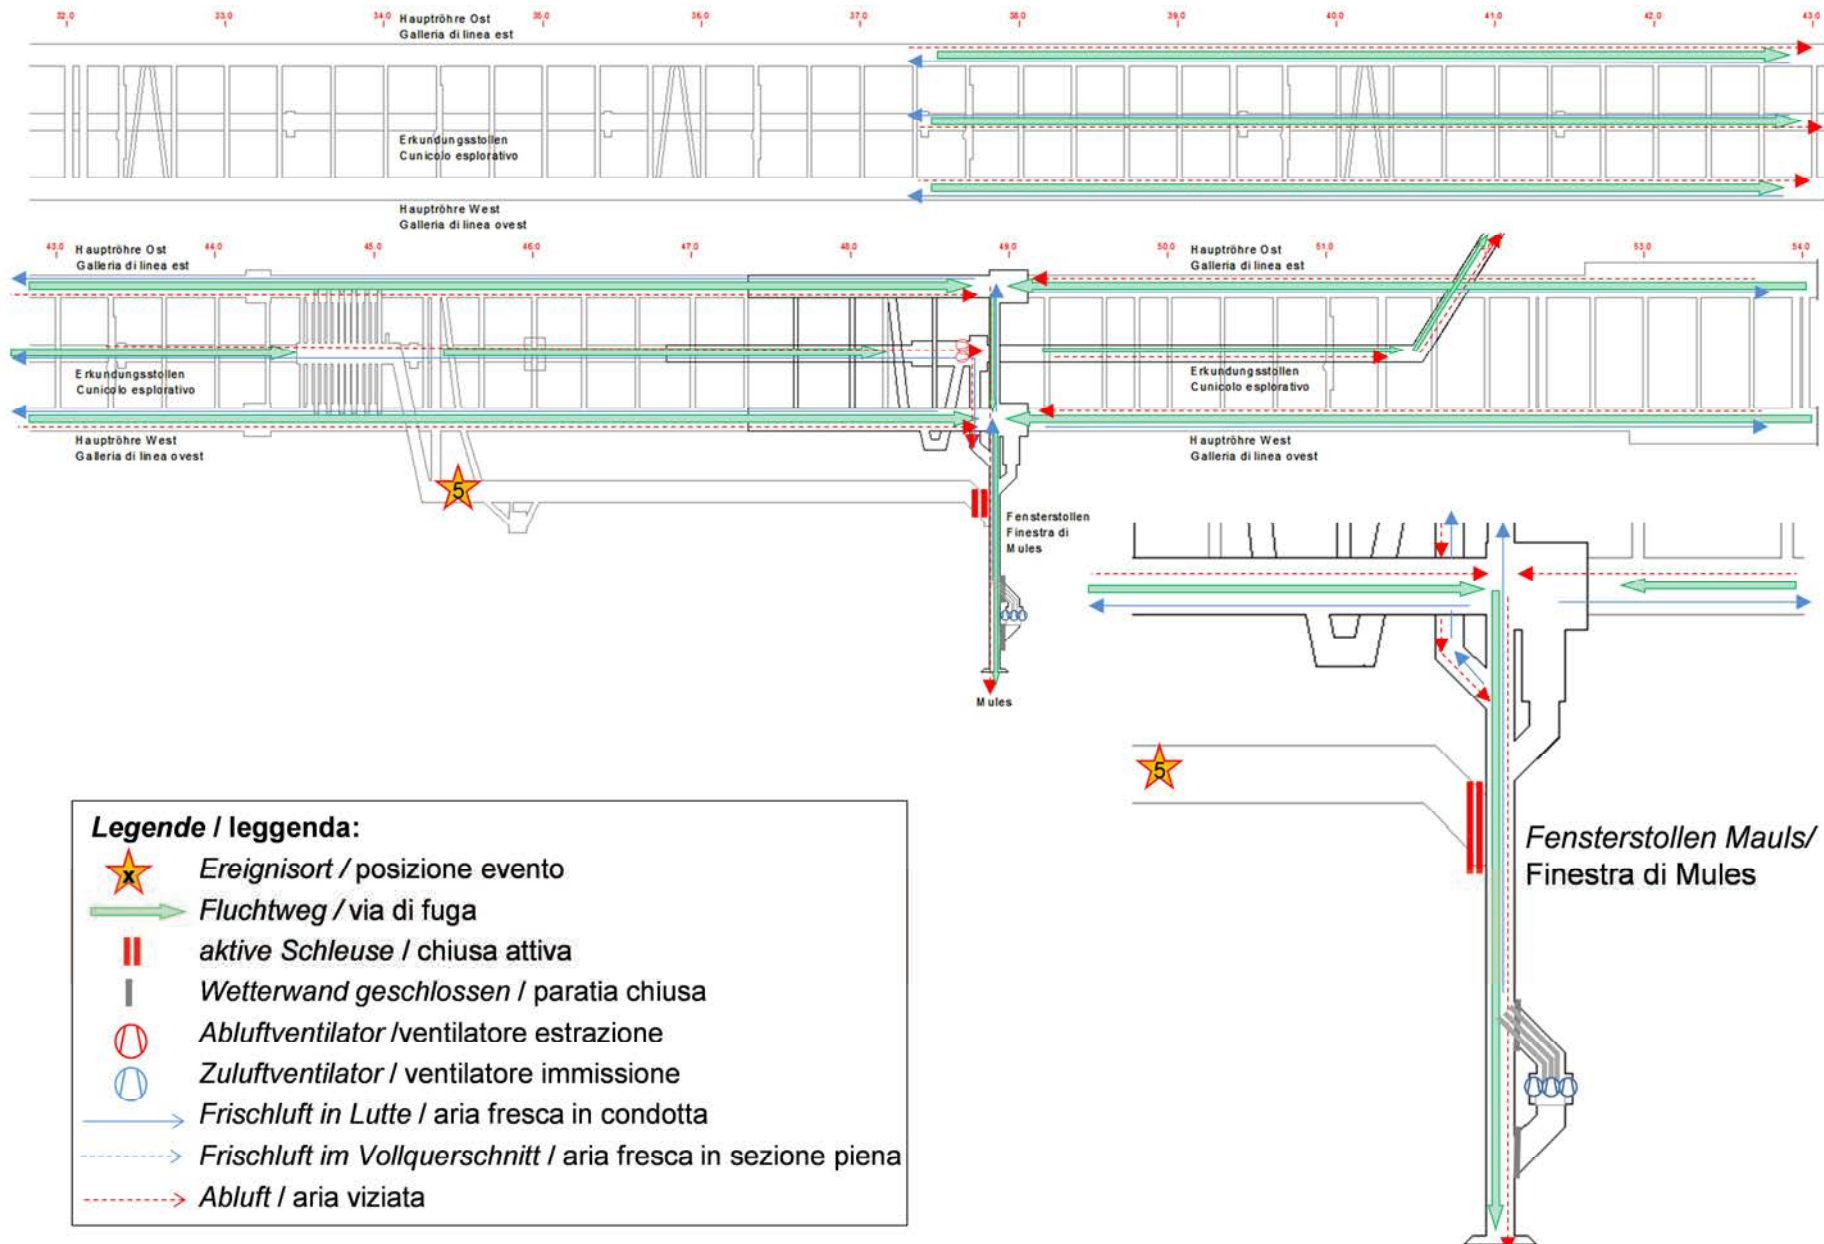 32.0 33.0 34.0 35.0 36.0 37.0 38.0 39.0 40.0 41.0 42.0 43.0
Hauptröhre Ost
Galleria di linea est
Erkundungsstollen
Cunicolo esplorativo
Hauptröhre West
Galleria di linea ovest
43.0 44.0 45.0 46.0 47.0 48.0 49.0 50.0 51.0 53.0 54.0
Hauptröhre Ost
Galleria di linea est
Hauptröhre Ost
Galleria di linea est
Erkundungsstollen
Cunicolo esplorativo
Erkundungsstollen
Cunicolo esplorativo
Hauptröhre West
Galleria di linea ovest
Hauptröhre West
Galleria di linea ovest
5
Fensterstollen
Finestra di
Mules
Mules
5
Fensterstollen Mauls/
Finestra di Mules
Legende / leggenda:
x
Ereignisort / posizione evento
Fluchtweg / via di fuga
aktive Schleuse / chiusa attiva
Wetterwand geschlossen / paratia chiusa
Abluftventilator /ventilatore estrazione
Zuluftventilator / ventilatore immissione
Frischluft in Lutte / aria fresca in condotta
Frischluft im Vollquerschnitt / aria fresca in sezione piena
Abluft / aria viziata